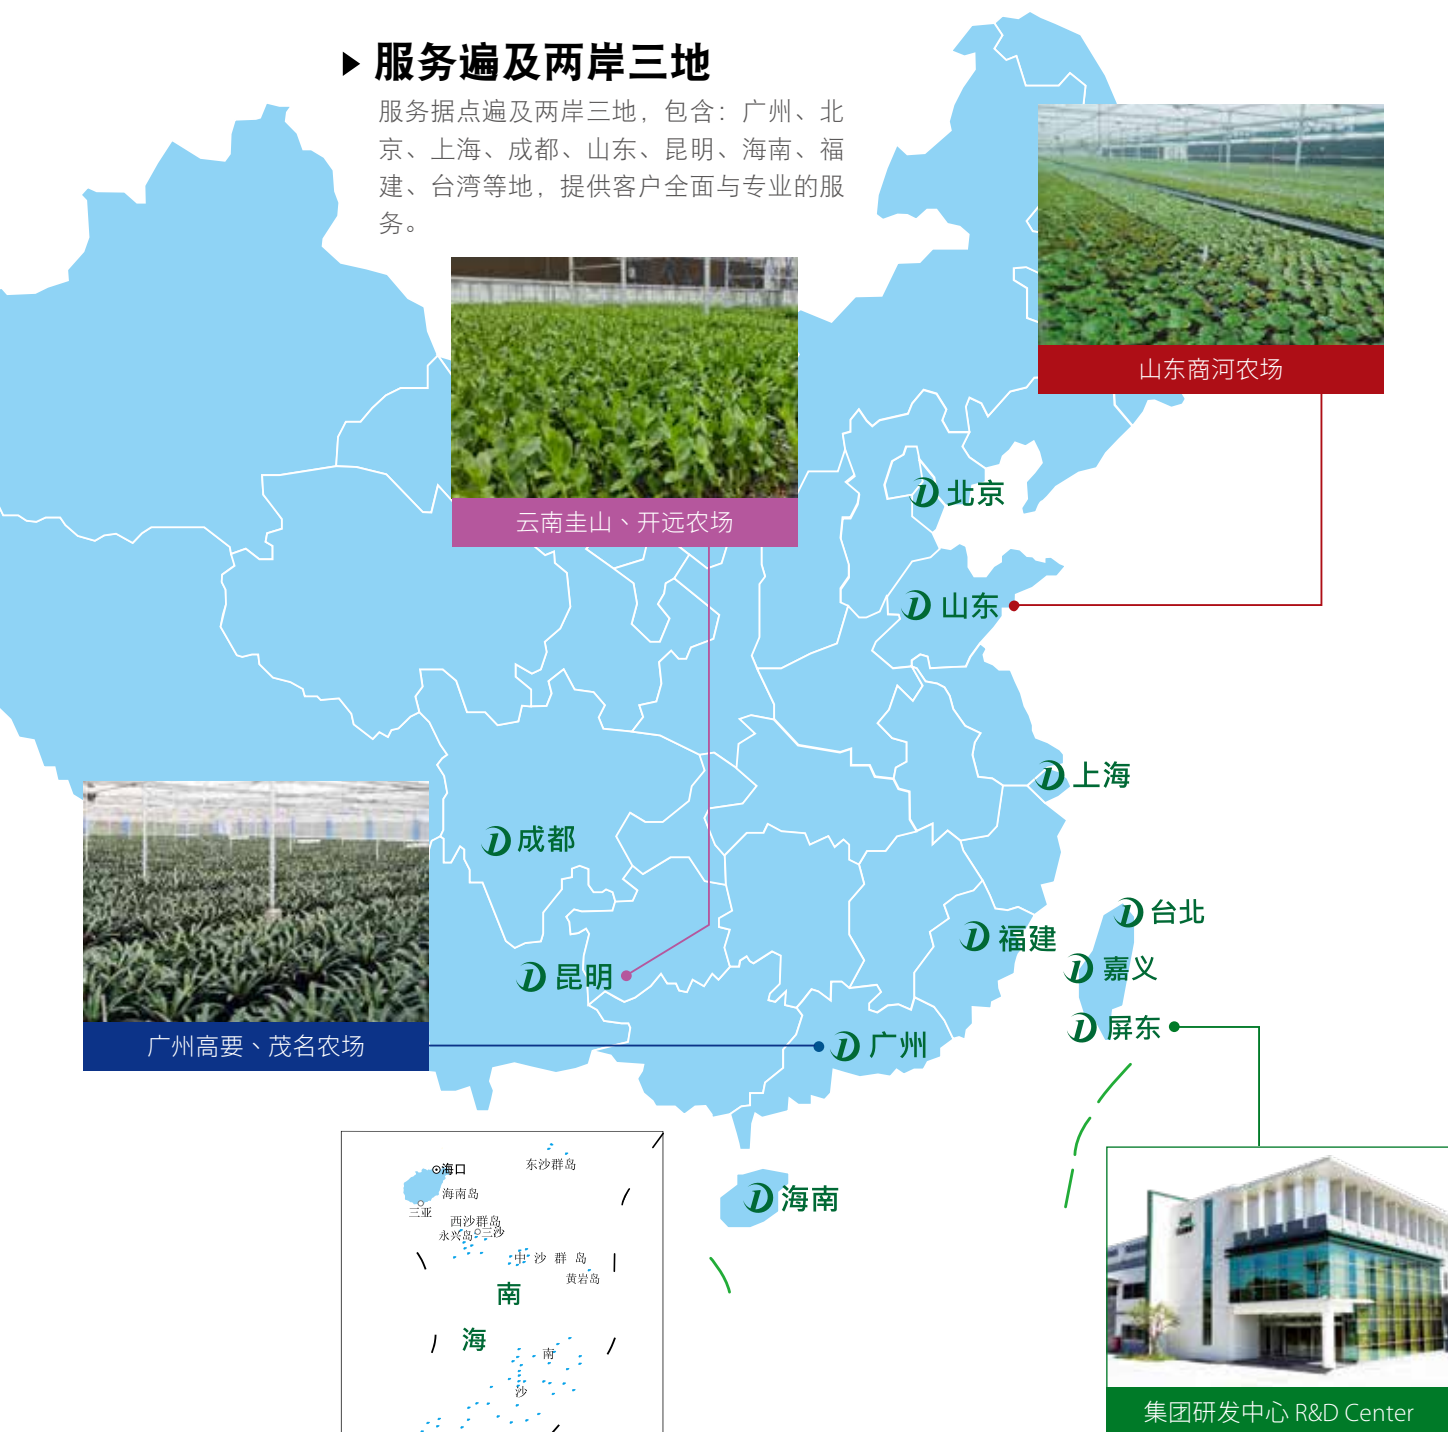 服务遍及两岸三地
服务据点遍及两岸三地，包含：广州、北
京、上海、成都、山东、昆明、海南、福
建、台湾等地，提供客户全面与专业的服
务。
山东商河农场
云南圭山、开远农场
北京
山东
上海
成都
台北
福建
嘉义
昆明
屏东
广州高要、茂名农场
广州
海南
海口
东沙群岛
海南岛
三亚
西沙群岛
永兴岛
三沙
中沙群岛
黄岩岛
南
海
南
沙
集团研发中心 R&D Center